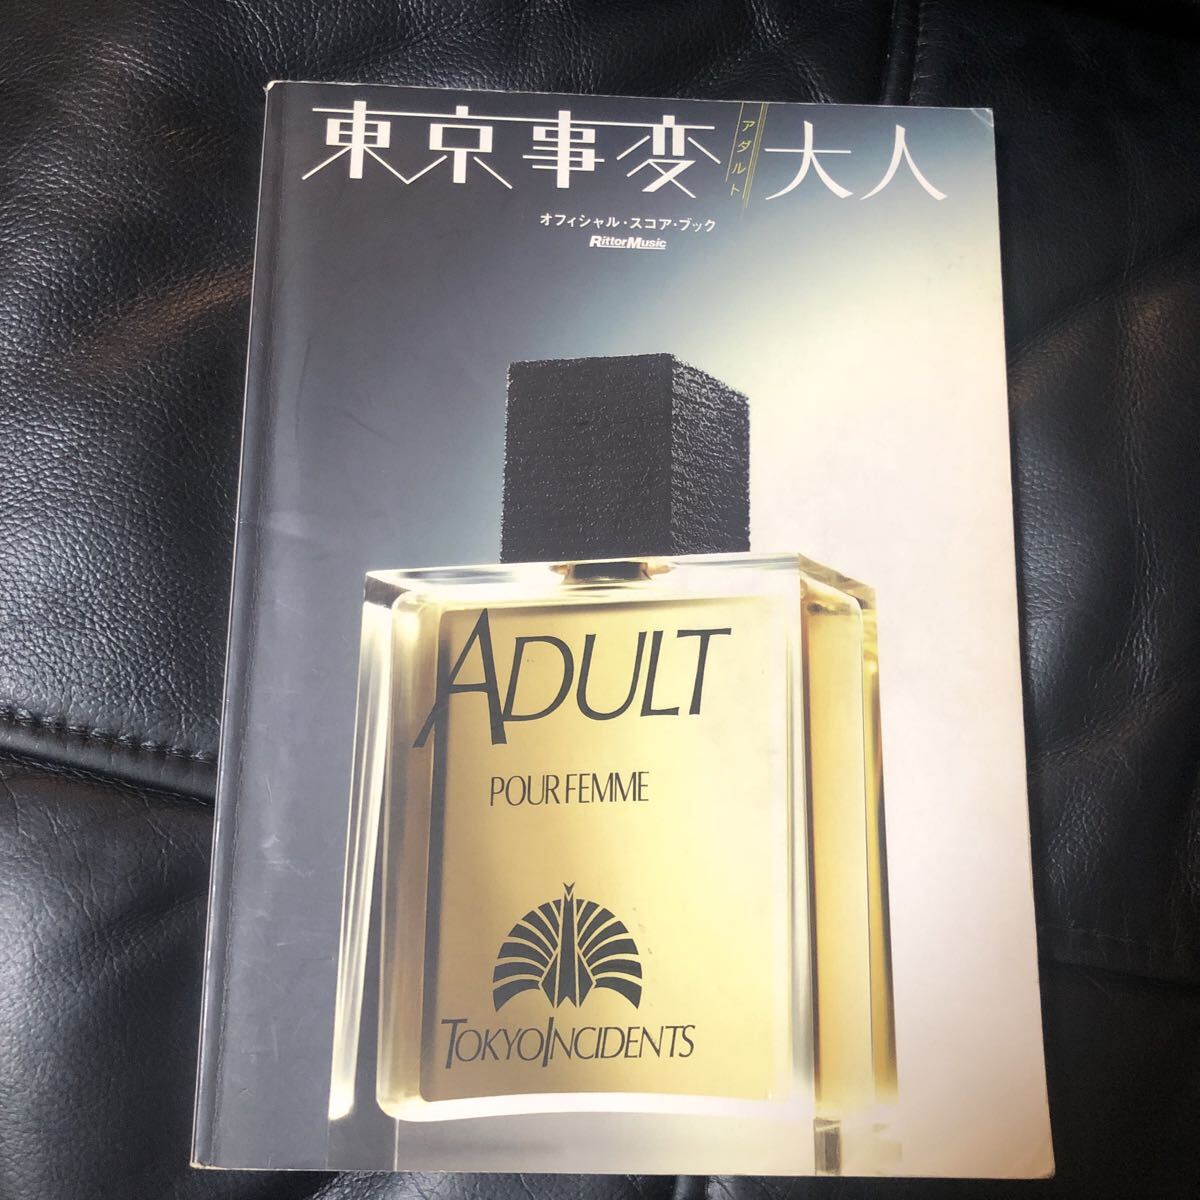 東京事変 アダルト 大人
オフィシャル・スコア・ブック
RittorMusic
ADULT
POUR FEMME
TOKYO INCIDENTS